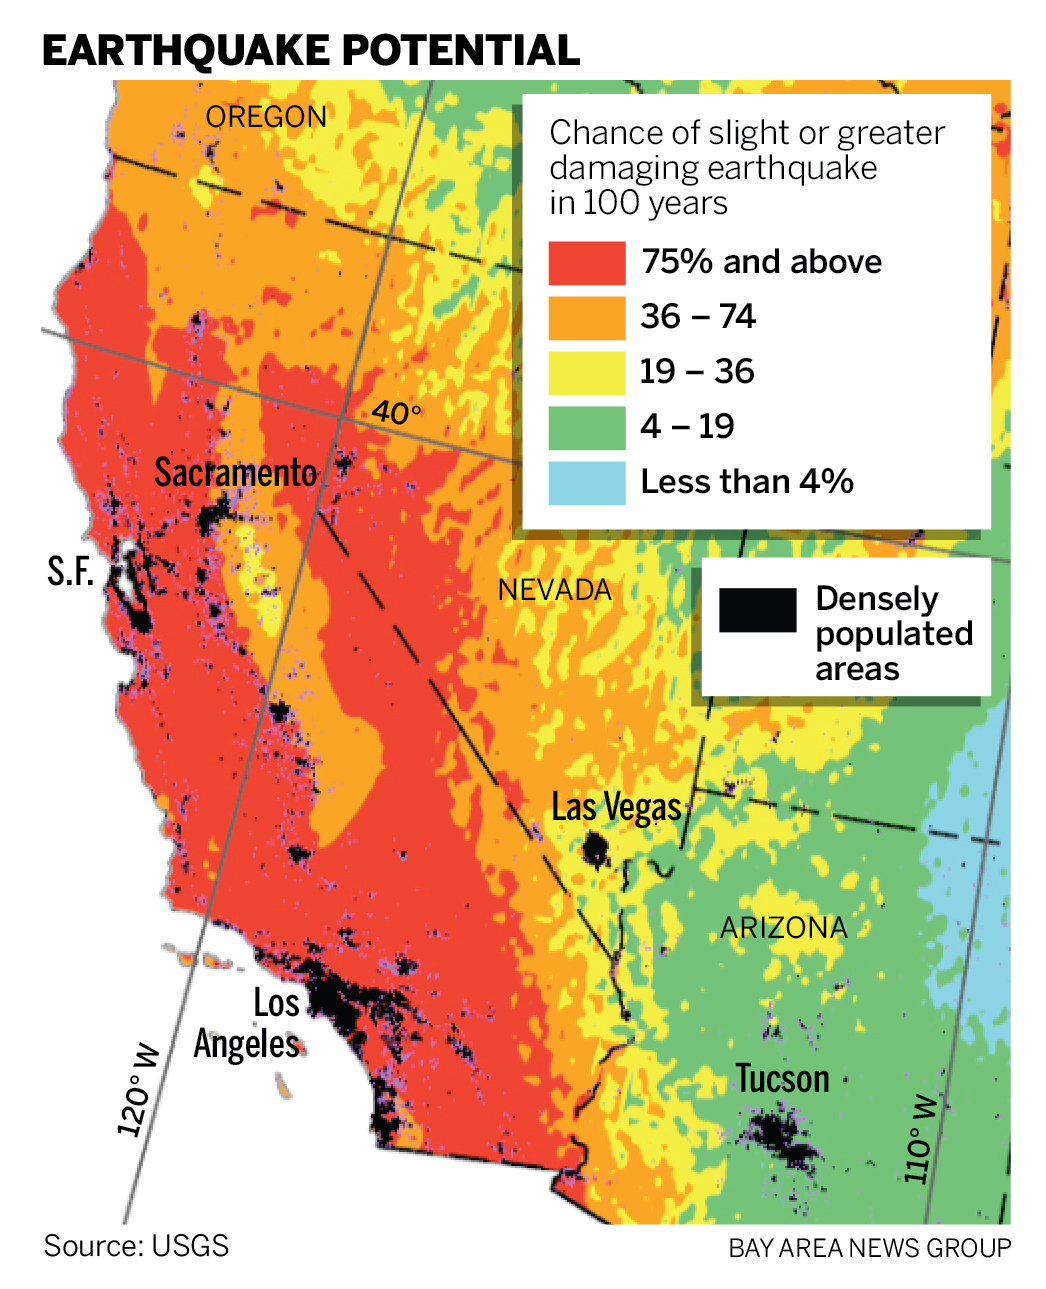 EARTHQUAKE POTENTIAL
OREGON
Chance of slight or greater
damaging earthquake
in 100 years
75% and above
36 – 74
19 – 36
4 – 19
Less than 4%
40°
Sacramento
S.F.
NEVADA
Densely
populated
areas
Las Vegas
ARIZONA
Los
Angeles
Tucson
120° W
110° W
Source: USGS
BAY AREA NEWS GROUP